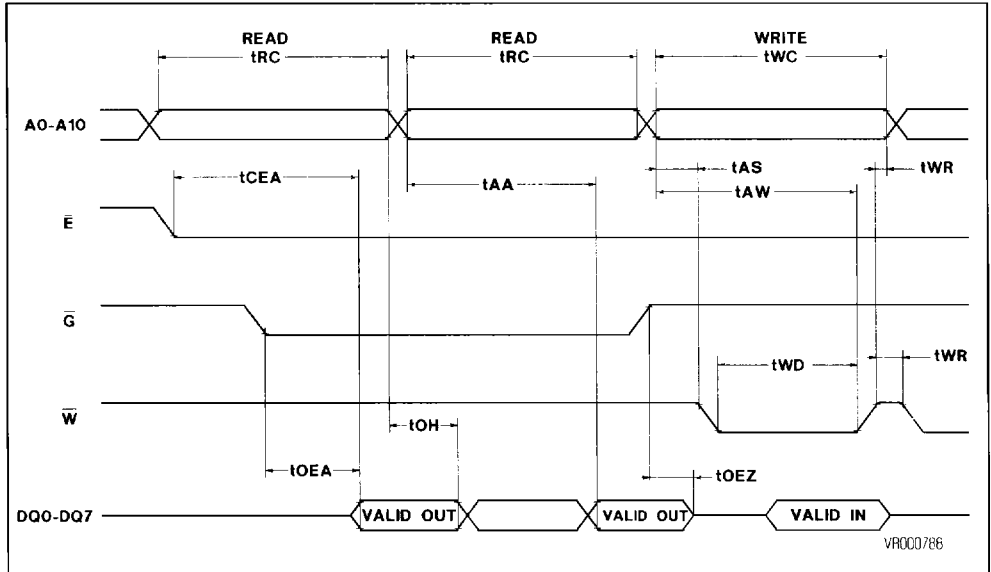 READ READ WRITE
tRC tRC tWC
A0-A10
tAS tWR
tCEA tAA tAW
E̅
G̅
tWD tWR
W̅
tOH
tOEA tOEZ
DQ0-DQ7 VALID OUT VALID OUT VALID IN
VR000786